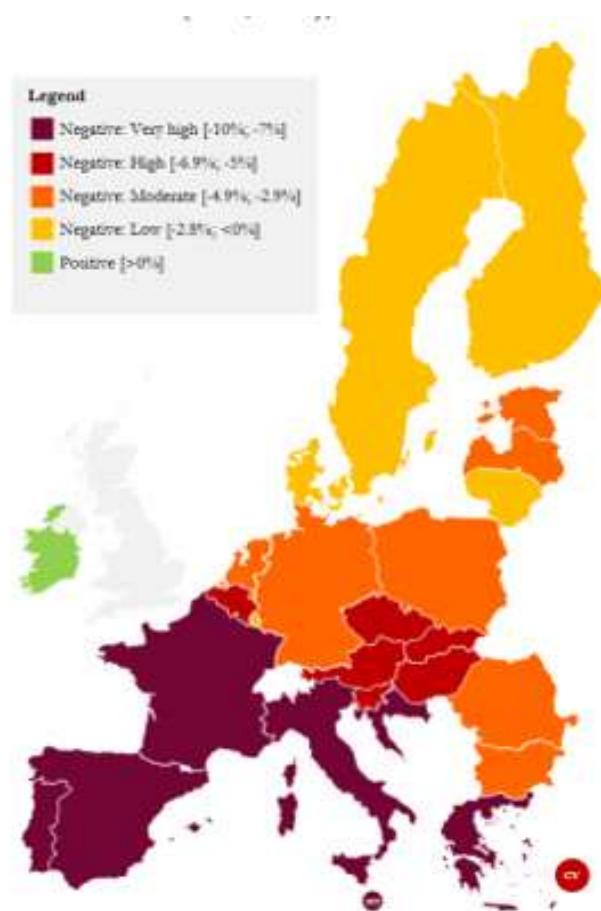 Legend
Negative: Very high [-10%; -7%]
Negative: High [-6.9%; -5%]
Negative: Moderate [-4.9%; -2.9%]
Negative: Low [-2.8%; <0%]
Positive [>0%]
CY